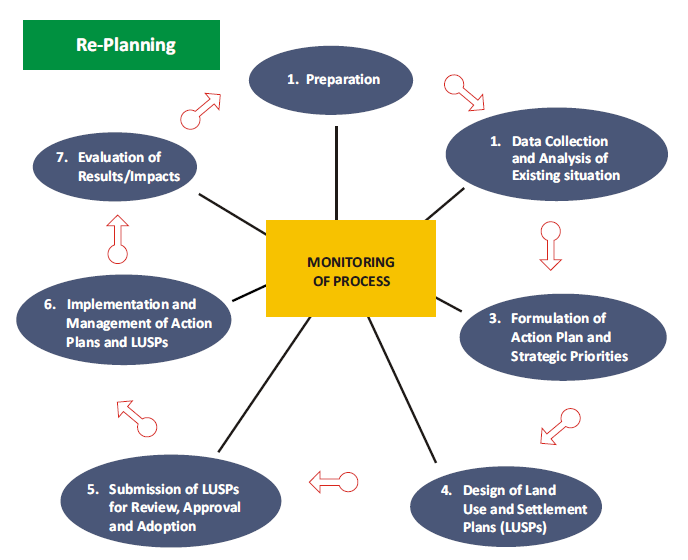 Re-Planning
1. Preparation
1. Data Collection
and Analysis of
Existing situation
3. Formulation of
Action Plan and
Strategic Priorities
4. Design of Land
Use and Settlement
Plans (LUSPs)
5. Submission of LUSPs
for Review, Approval
and Adoption
6. Implementation and
Management of Action
Plans and LUSPs
7. Evaluation of
Results/Impacts
MONITORING
OF PROCESS